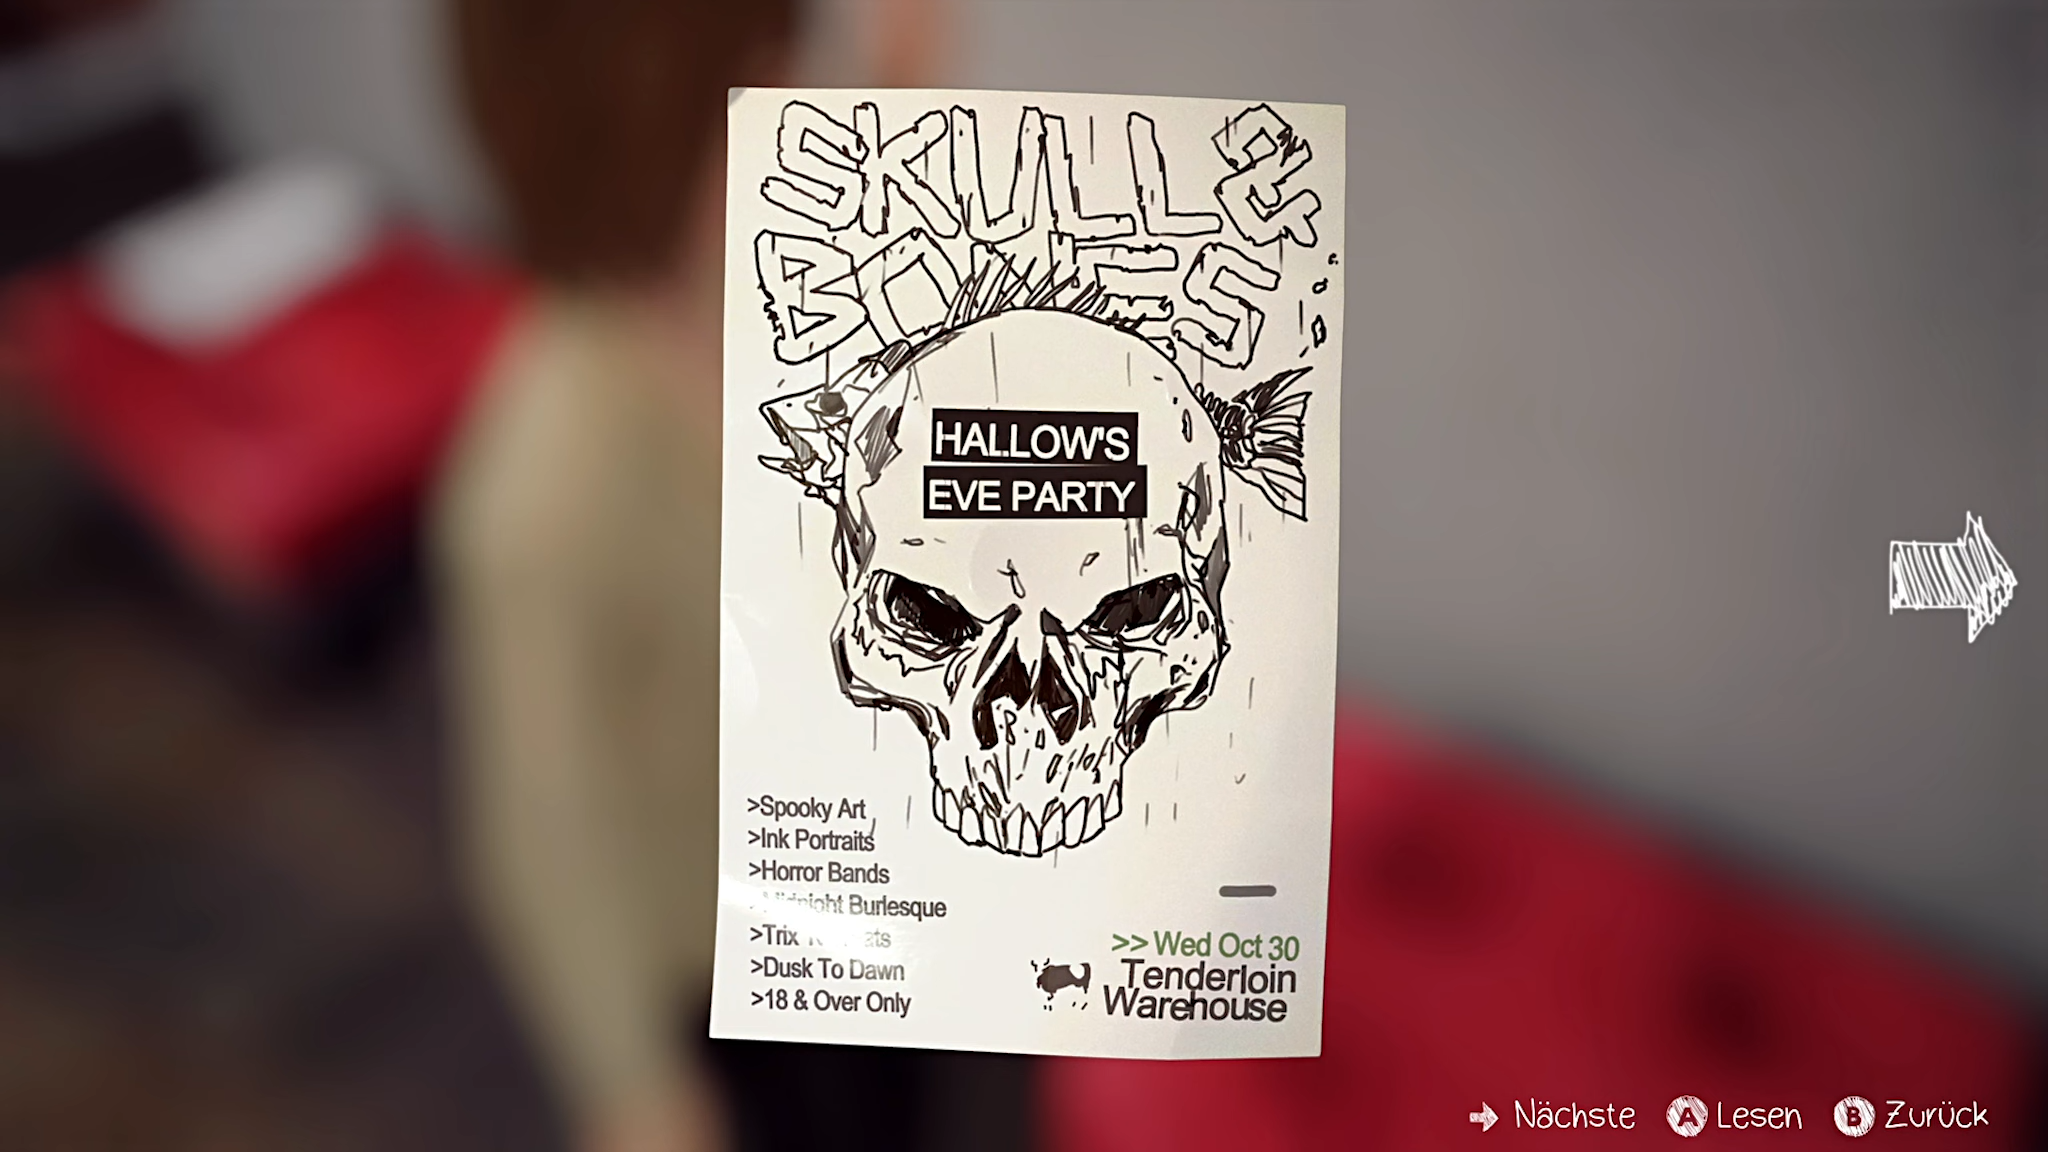 SKULL &
BONES
HALLOW'S
EVE PARTY
>Spooky Art
>Ink Portraits
>Horror Bands
Midnight Burlesque
>Trix
>Dusk To Dawn
>18 & Over Only
>> Wed Oct 30
Tenderloin
Warehouse
Nächste A Lesen B Zurück